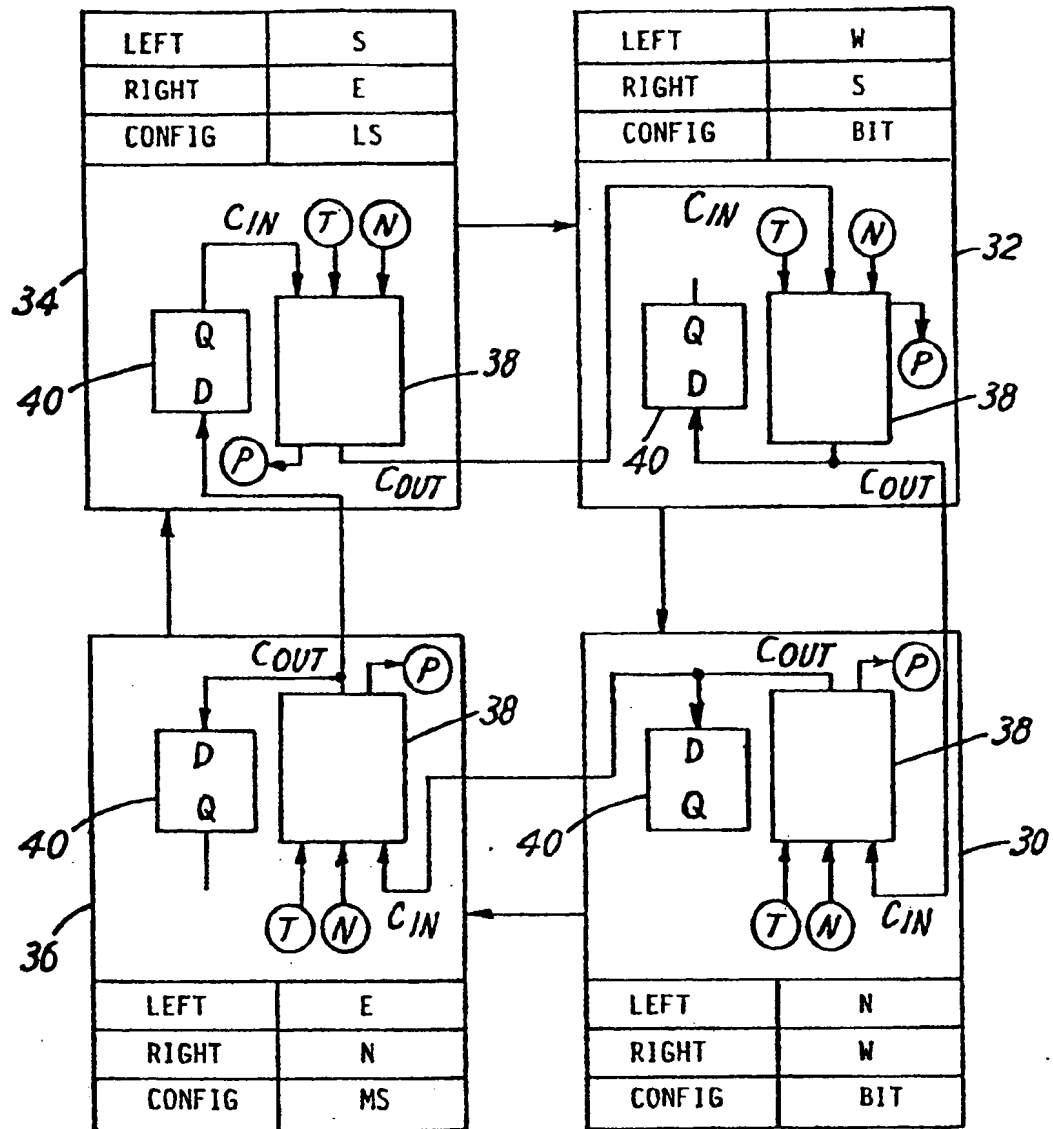 LEFT S
RIGHT E
CONFIG LS
CIN
T N
34
Q
D
40
38
P
COUT
LEFT W
RIGHT S
CONFIG BIT
CIN
T N
32
Q
D
P
40
38
COUT
COUT
P
38
D
Q
40
T N CIN
36
LEFT E
RIGHT N
CONFIG MS
COUT
P
38
D
Q
40
30
T N CIN
LEFT N
RIGHT W
CONFIG BIT